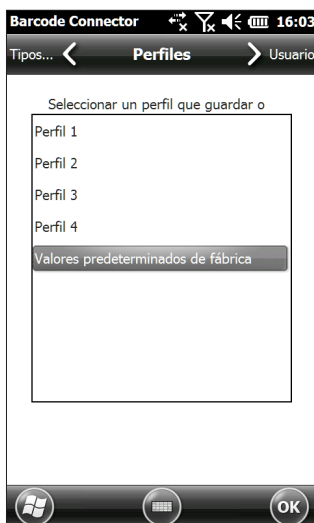 Barcode Connector 16:03
Tipos... Perfiles Usuario
Seleccionar un perfil que guardar o
Perfil 1
Perfil 2
Perfil 3
Perfil 4
Valores predeterminados de fábrica
OK